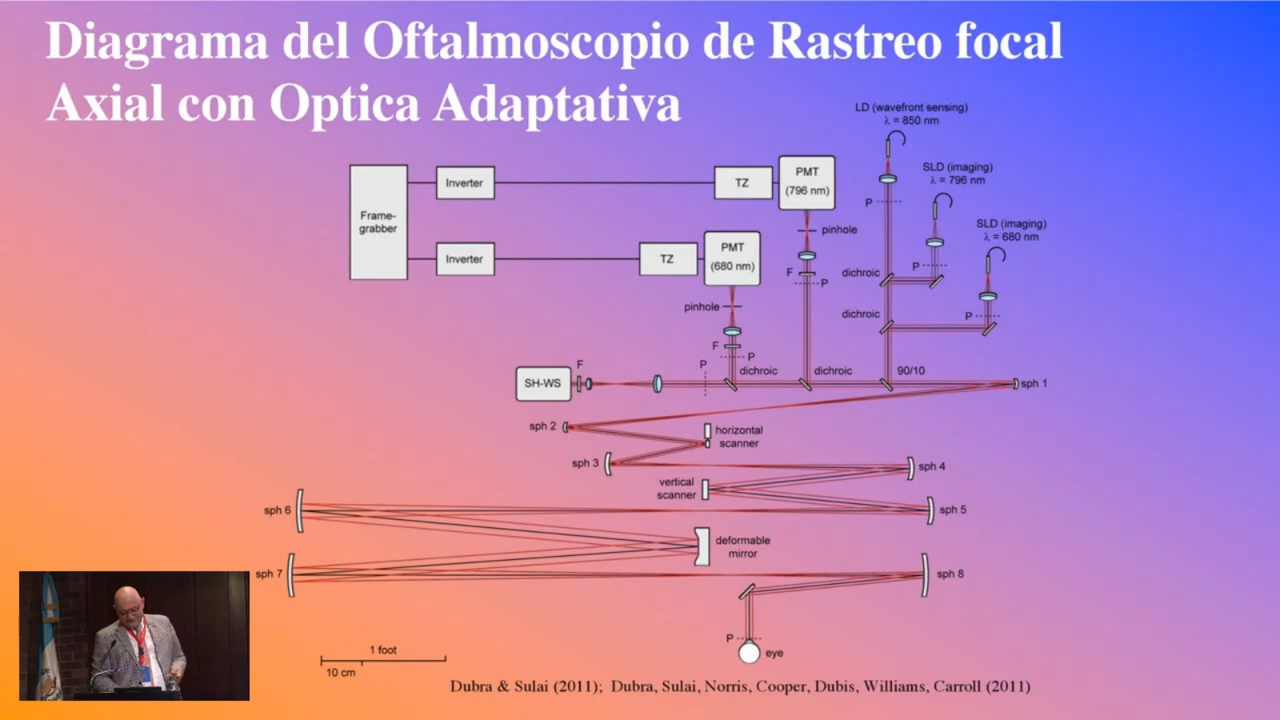 Diagrama del Oftalmoscopio de Rastreo focal
Axial con Optica Adaptativa
LD (wavefront sensing)
λ = 850 nm
SLD (imaging)
λ = 796 nm
SLD (imaging)
λ = 680 nm
Frame-
grabber
Inverter
TZ
PMT
(796 nm)
pinhole
F
P
Inverter
TZ
PMT
(680 nm)
pinhole
F
P
dichroic
P
P
dichroic
P
dichroic
P
SH-WS
F
dichroic
90/10
sph 1
sph 2
horizontal
scanner
sph 3
sph 4
vertical
scanner
sph 5
sph 6
deformable
mirror
sph 7
sph 8
P
eye
1 foot
10 cm
Dubra & Sulai (2011); Dubra, Sulai, Norris, Cooper, Dubis, Williams, Carroll (2011)